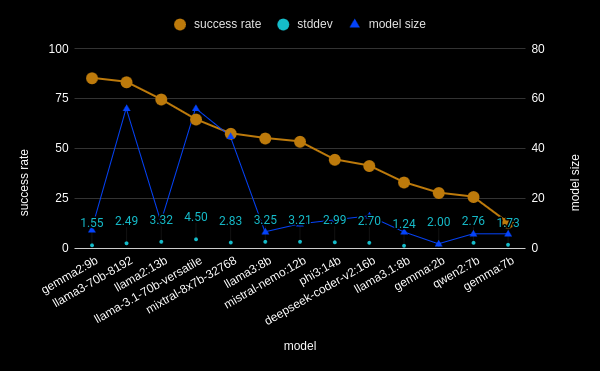 success rate stddev model size
100 80
75 60
50 40
25 20
0 0
success rate
model size
1.55 2.49 3.32 4.50 2.83 3.25 3.21 2.99 2.70 1.24 2.00 2.76 1.73
gemma2:9b
llama3-70b-8192
llama2:13b
llama-3.1-70b-versatile
mixtral-8x7b-32768
llama3:8b
mistral-nemo:12b
phi3:14b
deepseek-coder-v2:16b
llama3.1:8b
gemma:2b
qwen2:7b
gemma:7b
model